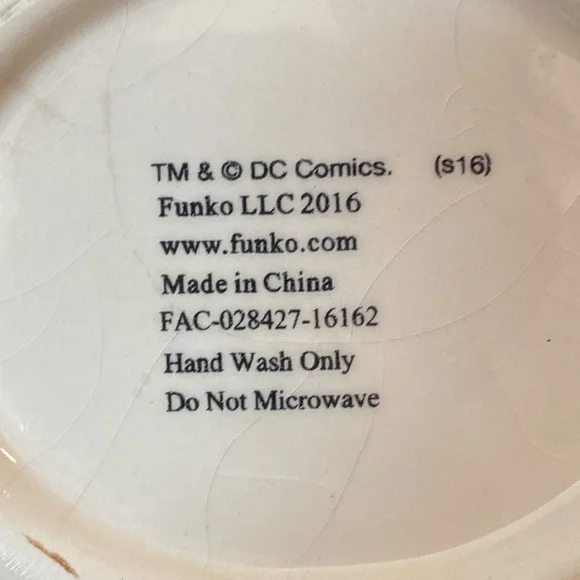 TM & © DC Comics. (s16)
Funko LLC 2016
www.funko.com
Made in China
FAC-028427-16162
Hand Wash Only
Do Not Microwave